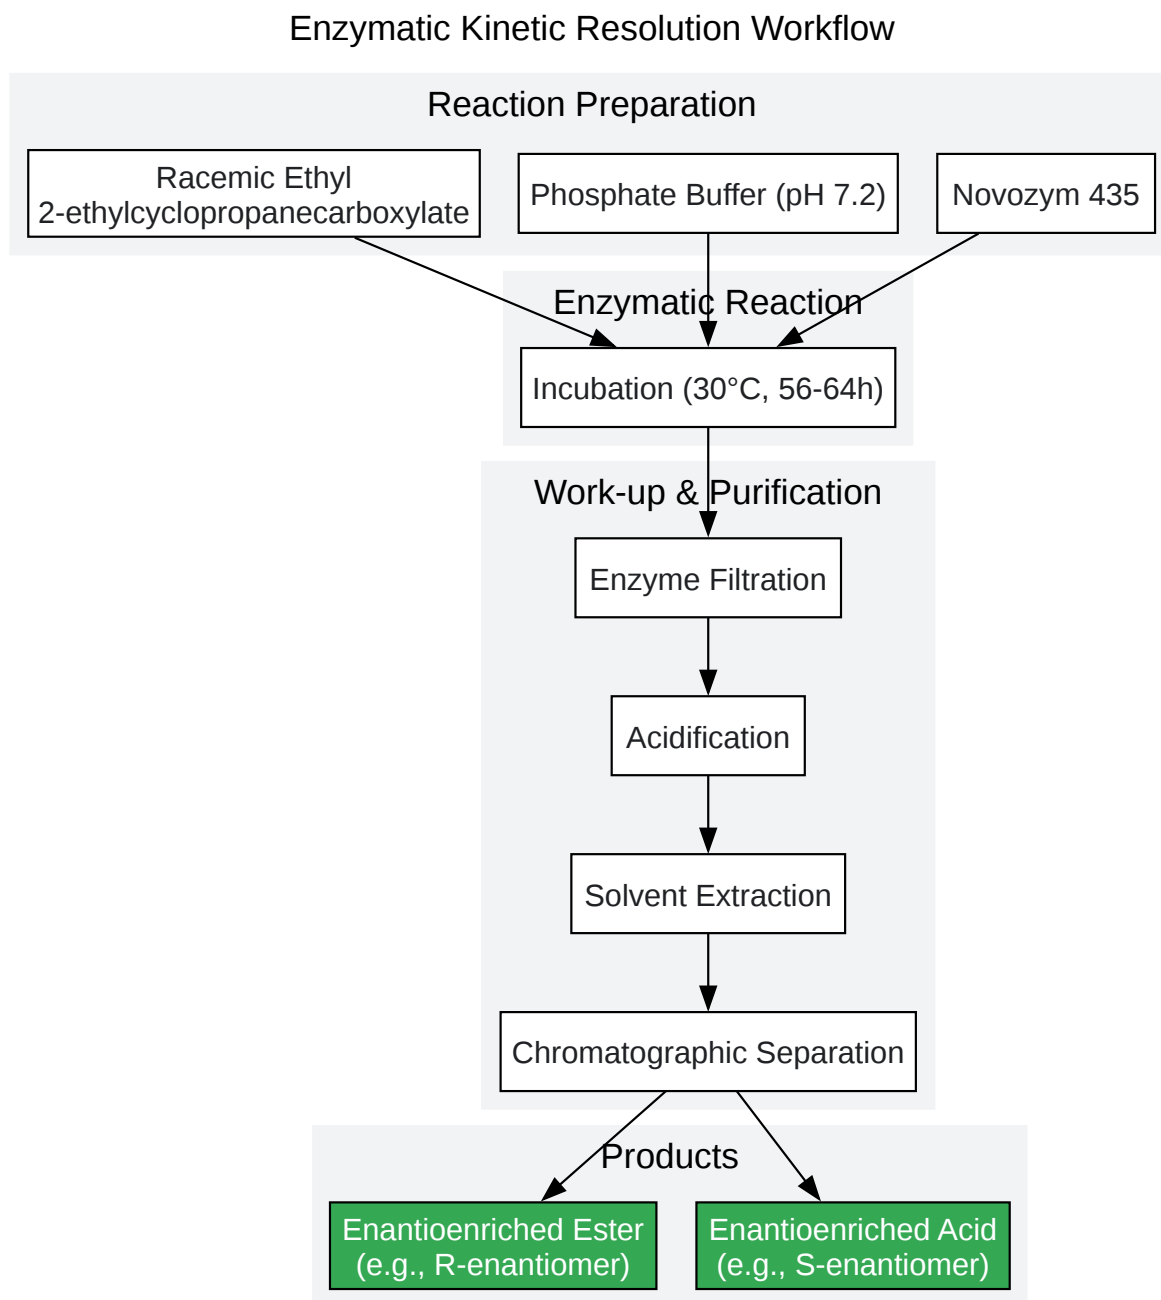 Enzymatic Kinetic Resolution Workflow
Reaction Preparation
Racemic Ethyl
2-ethylcyclopropanecarboxylate
Phosphate Buffer (pH 7.2)
Novozym 435
Enzymatic Reaction
Incubation (30°C, 56-64h)
Work-up & Purification
Enzyme Filtration
Acidification
Solvent Extraction
Chromatographic Separation
Products
Enantioenriched Ester
(e.g., R-enantiomer)
Enantioenriched Acid
(e.g., S-enantiomer)